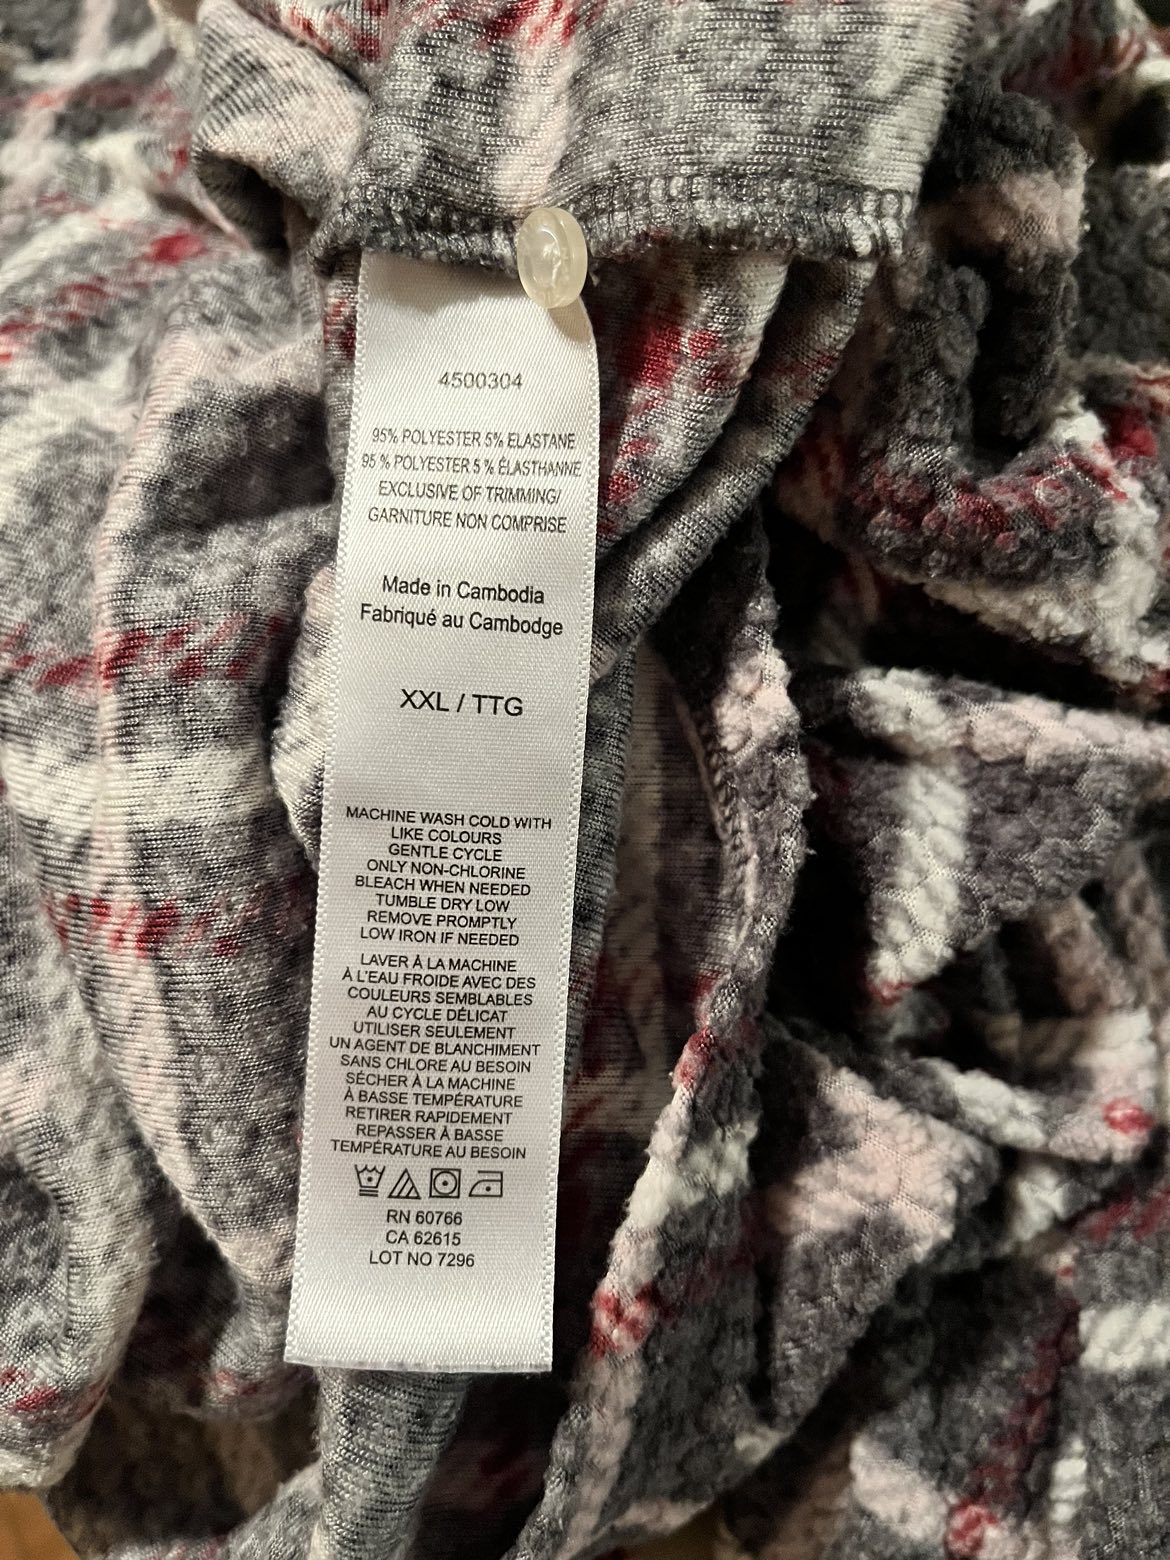 4500304
95% POLYESTER 5% ELASTANE
95 % POLYESTER 5 % ÉLASTHANNE
EXCLUSIVE OF TRIMMING/
GARNITURE NON COMPRISE
Made in Cambodia
Fabriqué au Cambodge
XXL / TTG
MACHINE WASH COLD WITH
LIKE COLOURS
GENTLE CYCLE
ONLY NON-CHLORINE
BLEACH WHEN NEEDED
TUMBLE DRY LOW
REMOVE PROMPTLY
LOW IRON IF NEEDED
LAVER À LA MACHINE
À L'EAU FROIDE AVEC DES
COULEURS SEMBLABLES
AU CYCLE DÉLICAT
UTILISER SEULEMENT
UN AGENT DE BLANCHIMENT
SANS CHLORE AU BESOIN
SÉCHER À LA MACHINE
À BASSE TEMPÉRATURE
RETIRER RAPIDEMENT
REPASSER À BASSE
TEMPÉRATURE AU BESOIN
RN 60766
CA 62615
LOT NO 7296